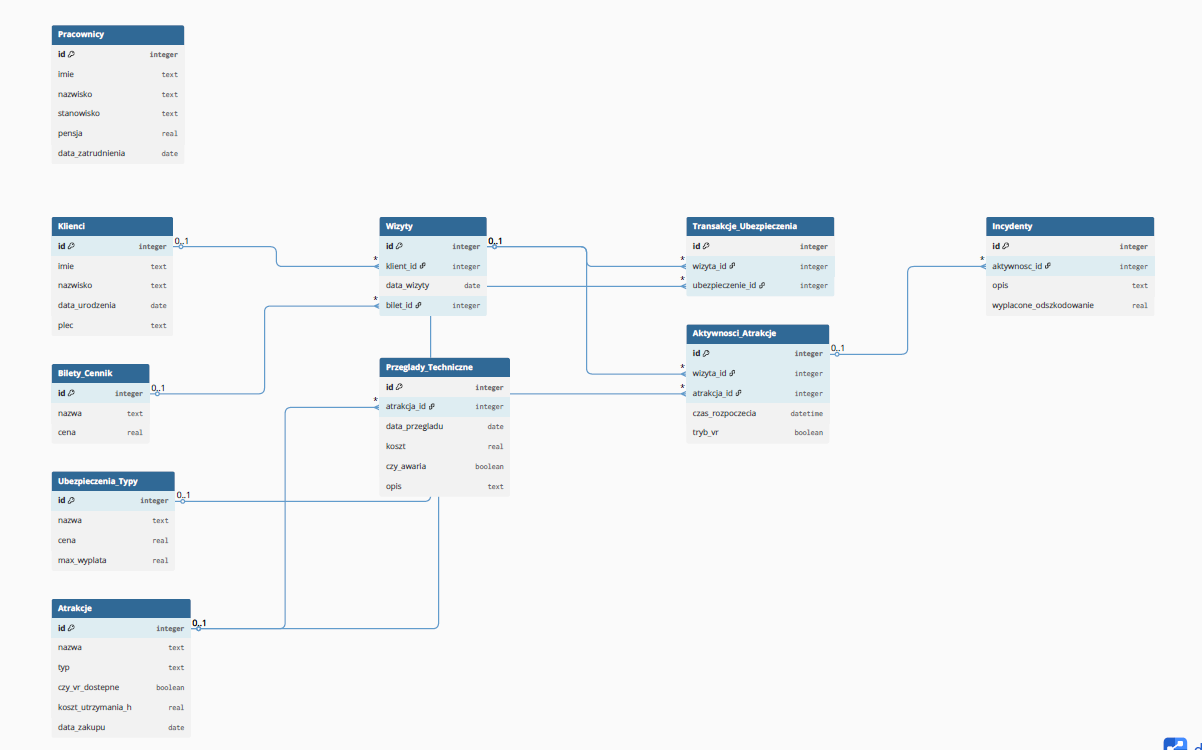 Pracownicy
id integer
imie text
nazwisko text
stanowisko text
pensja real
data_zatrudnienia date
Klienci
id integer
imie text
nazwisko text
data_urodzenia date
plec text
0..1
Wizyty
id integer
klient_id integer
data_wizyty date
bilet_id integer
0..1
*
*
Transakcje_Ubezpieczenia
id integer
wizyta_id integer
ubezpieczenie_id integer
*
*
Incydenty
id integer
aktywnosc_id integer
opis text
wyplacone_odszkodowanie real
*
Aktywnosci_Atrakcje
id integer
wizyta_id integer
atrakcja_id integer
czas_rozpoczecia datetime
tryb_vr boolean
0..1
*
*
Bilety_Cennik
id integer
nazwa text
cena real
0..1
Przeglady_Techniczne
id integer
atrakcja_id integer
data_przegladu date
koszt real
czy_awaria boolean
opis text
*
Ubezpieczenia_Typy
id integer
nazwa text
cena real
max_wyplata real
0..1
Atrakcje
id integer
nazwa text
typ text
czy_vr_dostepne boolean
koszt_utrzymania_h real
data_zakupu date
0..1